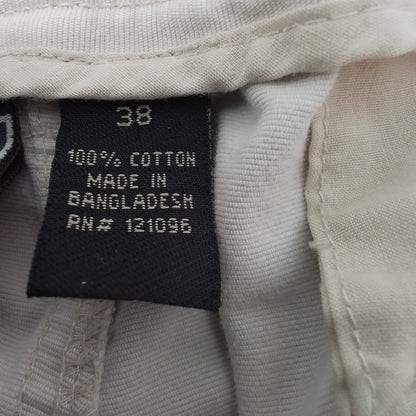 38
100% COTTON
MADE IN
BANGLADESH
RN# 121096